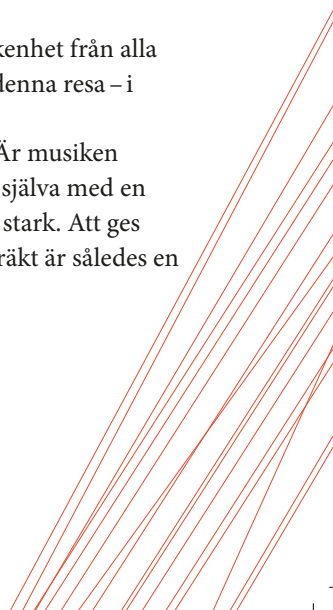 kenhet från alla
denna resa – i
Är musiken
själva med en
stark. Att ges
räkt är således en